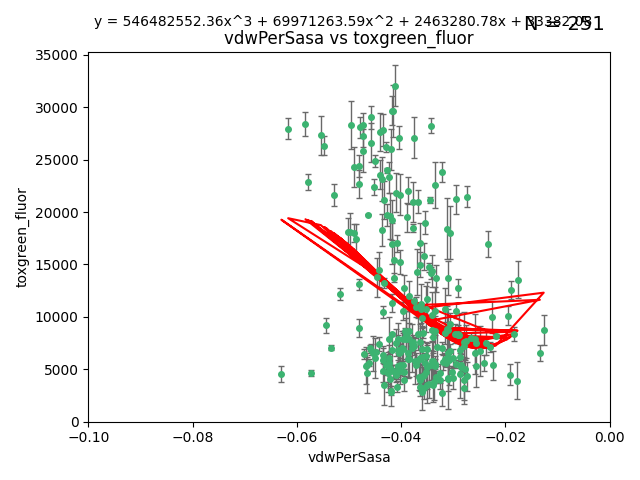 y = 546482552.36x^3 + 69971263.59x^2 + 2463280.78x +
N = 251
vdwPerSasa vs toxgreen_fluor
35000
30000
25000
20000
15000
10000
5000
0
toxgreen_fluor
−0.10
−0.08
−0.06
−0.04
−0.02
0.00
vdwPerSasa